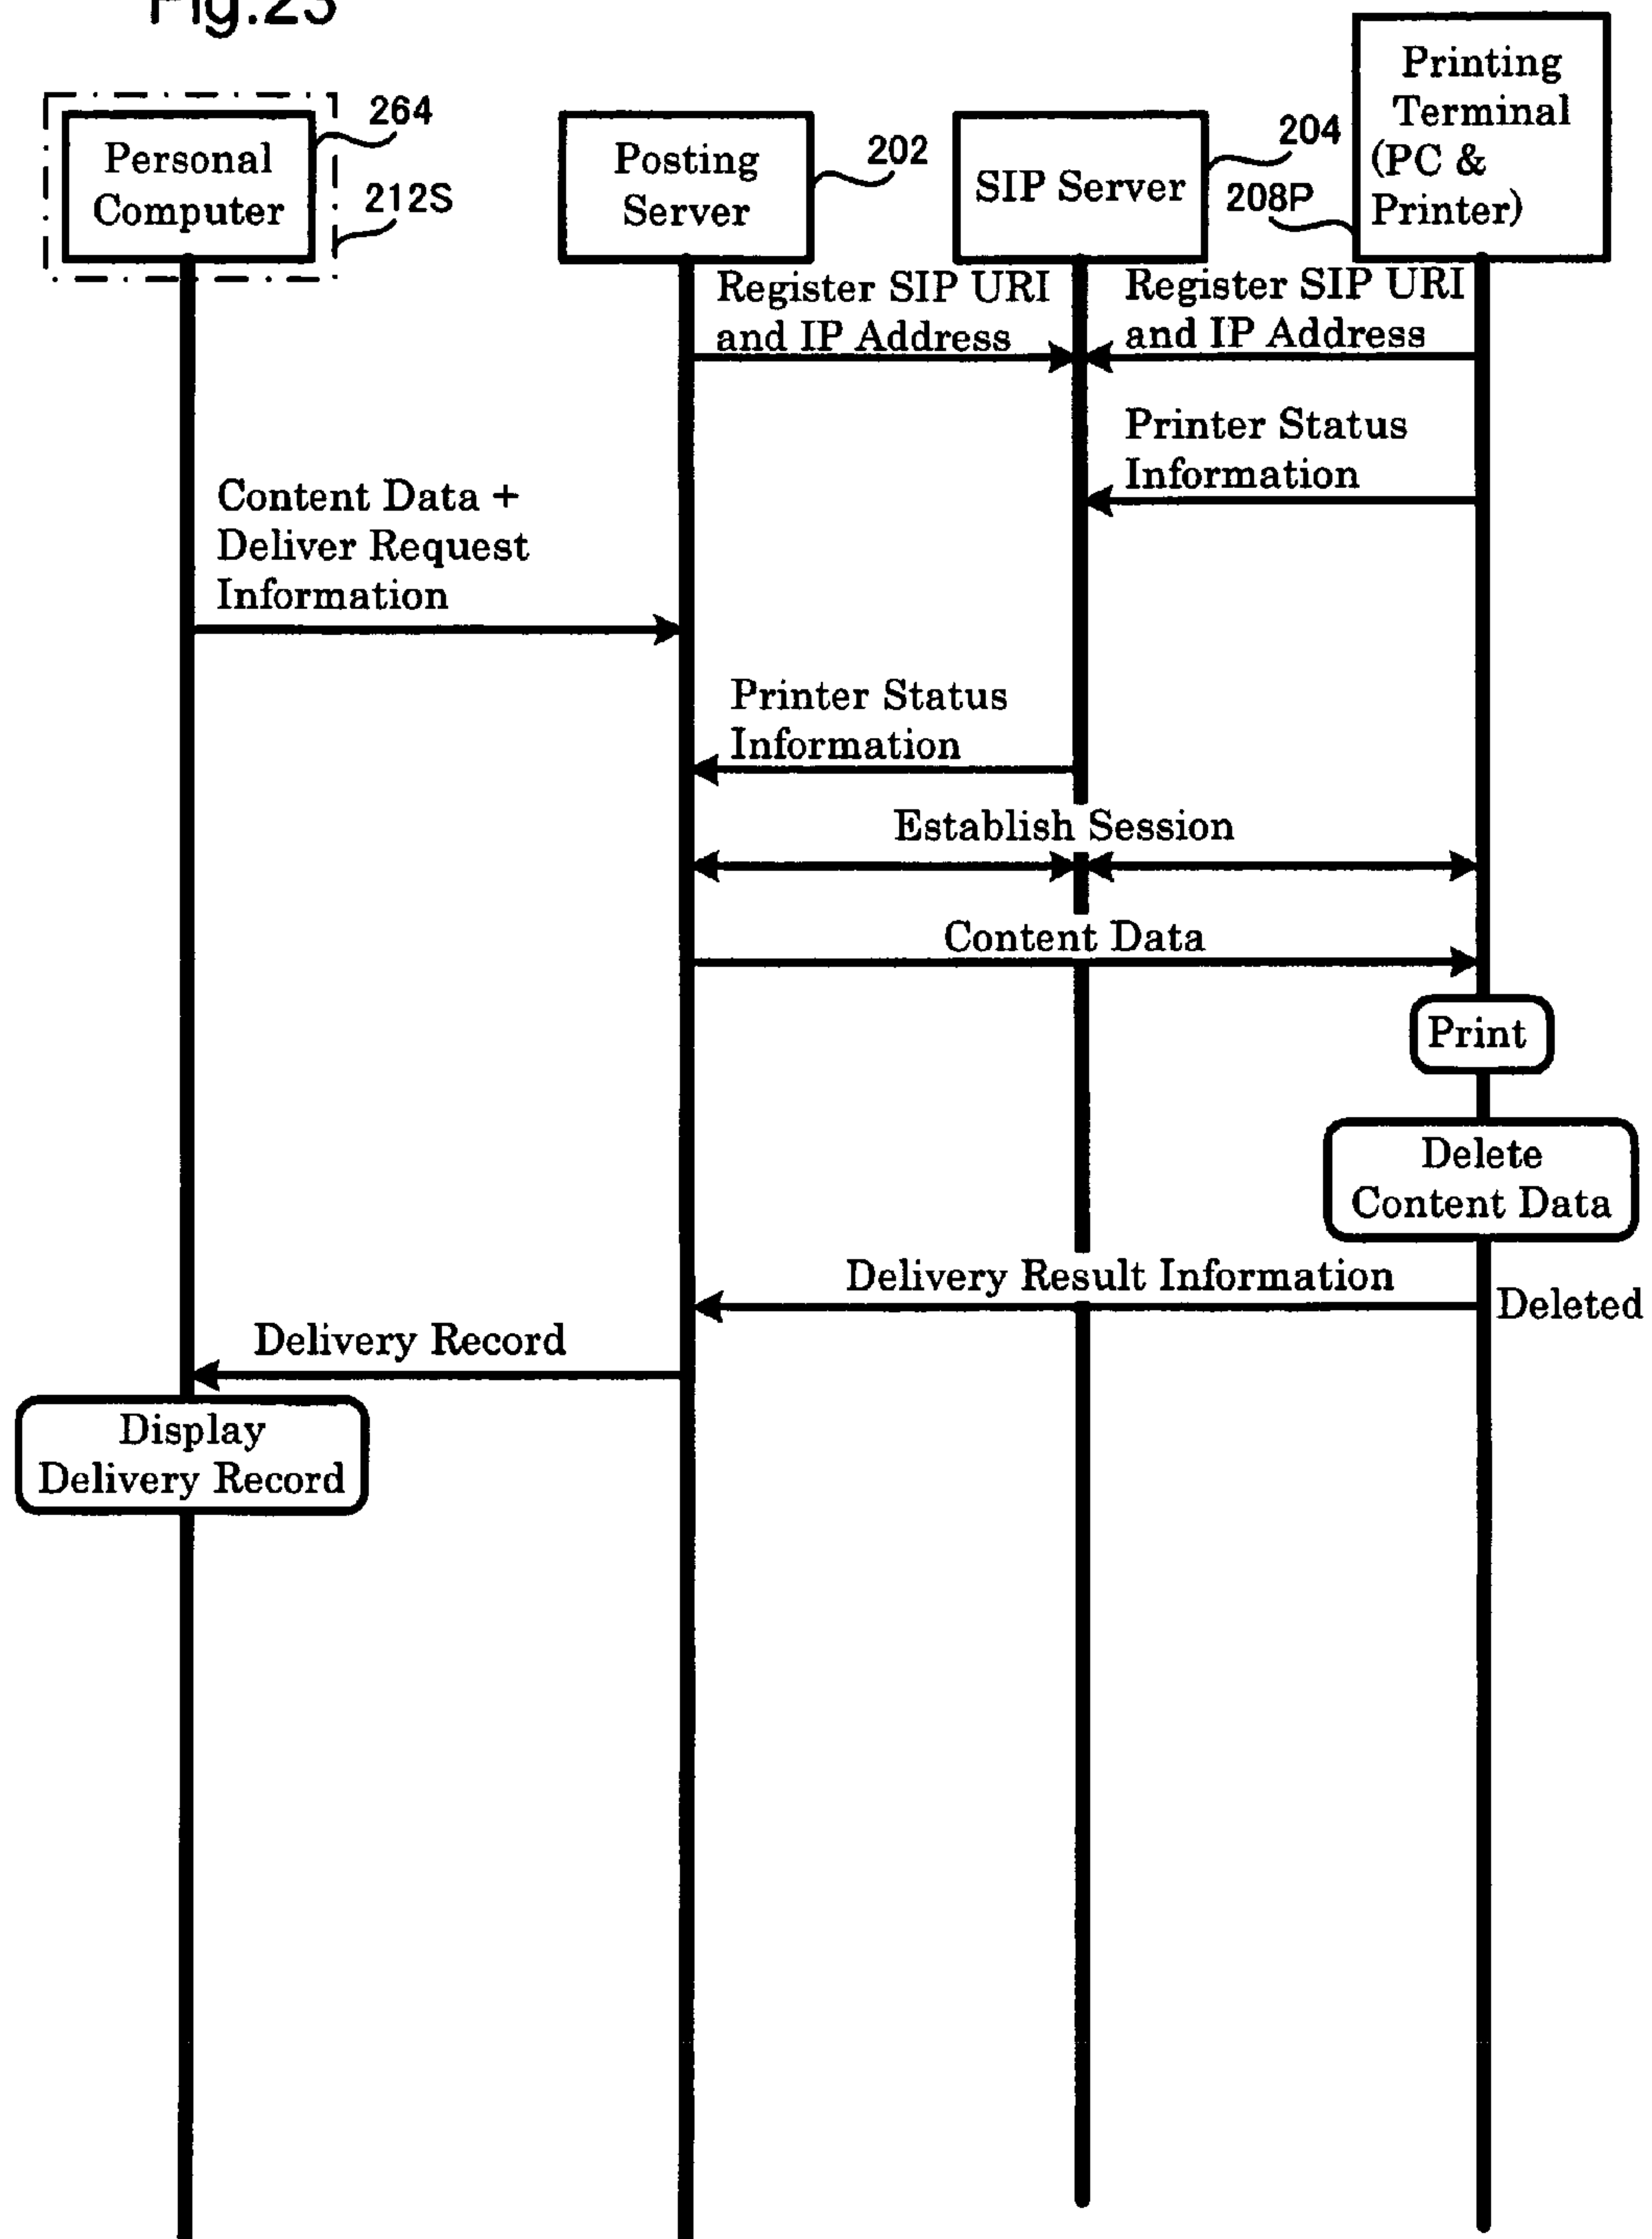 Fig.23
Personal
Computer
264
212S
Posting
Server
202
SIP Server
204
208P
Printing
Terminal
(PC &
Printer)
Register SIP URI
and IP Address
Register SIP URI
and IP Address
Printer Status
Information
Content Data +
Deliver Request
Information
Printer Status
Information
Establish Session
Content Data
Print
Delete
Content Data
Delivery Result Information
Deleted
Delivery Record
Display
Delivery Record